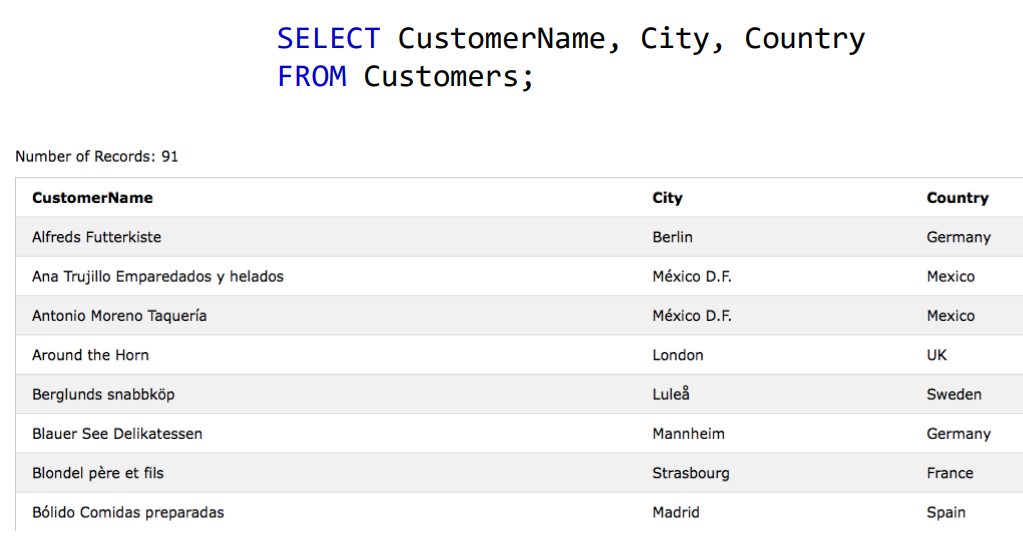 SELECT CustomerName, City, Country
FROM Customers;
Number of Records: 91
CustomerName City Country
Alfreds Futterkiste Berlin Germany
Ana Trujillo Emparedados y helados México D.F. Mexico
Antonio Moreno Taquería México D.F. Mexico
Around the Horn London UK
Berglunds snabbköp Luleå Sweden
Blauer See Delikatessen Mannheim Germany
Blondel père et fils Strasbourg France
Bólido Comidas preparadas Madrid Spain